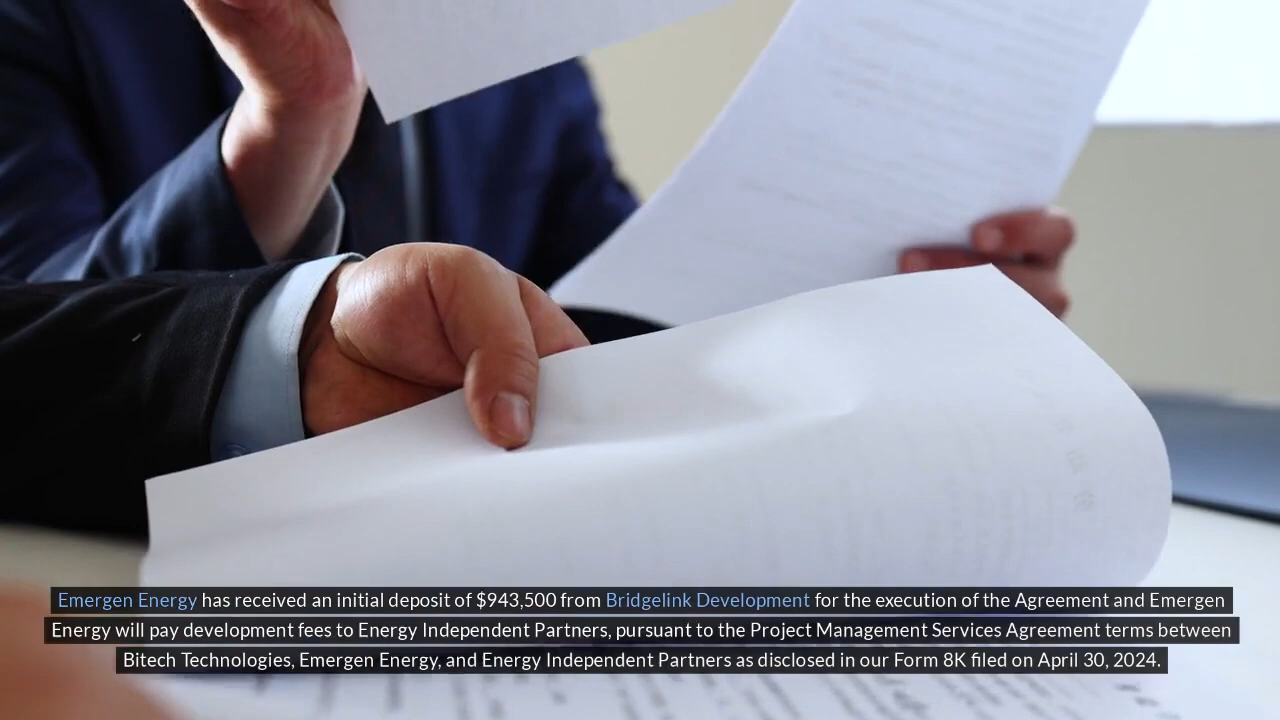 Emergen Energy has received an initial deposit of $943,500 from Bridgelink Development for the execution of the Agreement and Emergen
Energy will pay development fees to Energy Independent Partners, pursuant to the Project Management Services Agreement terms between
Bitech Technologies, Emergen Energy, and Energy Independent Partners as disclosed in our Form 8K filed on April 30, 2024.